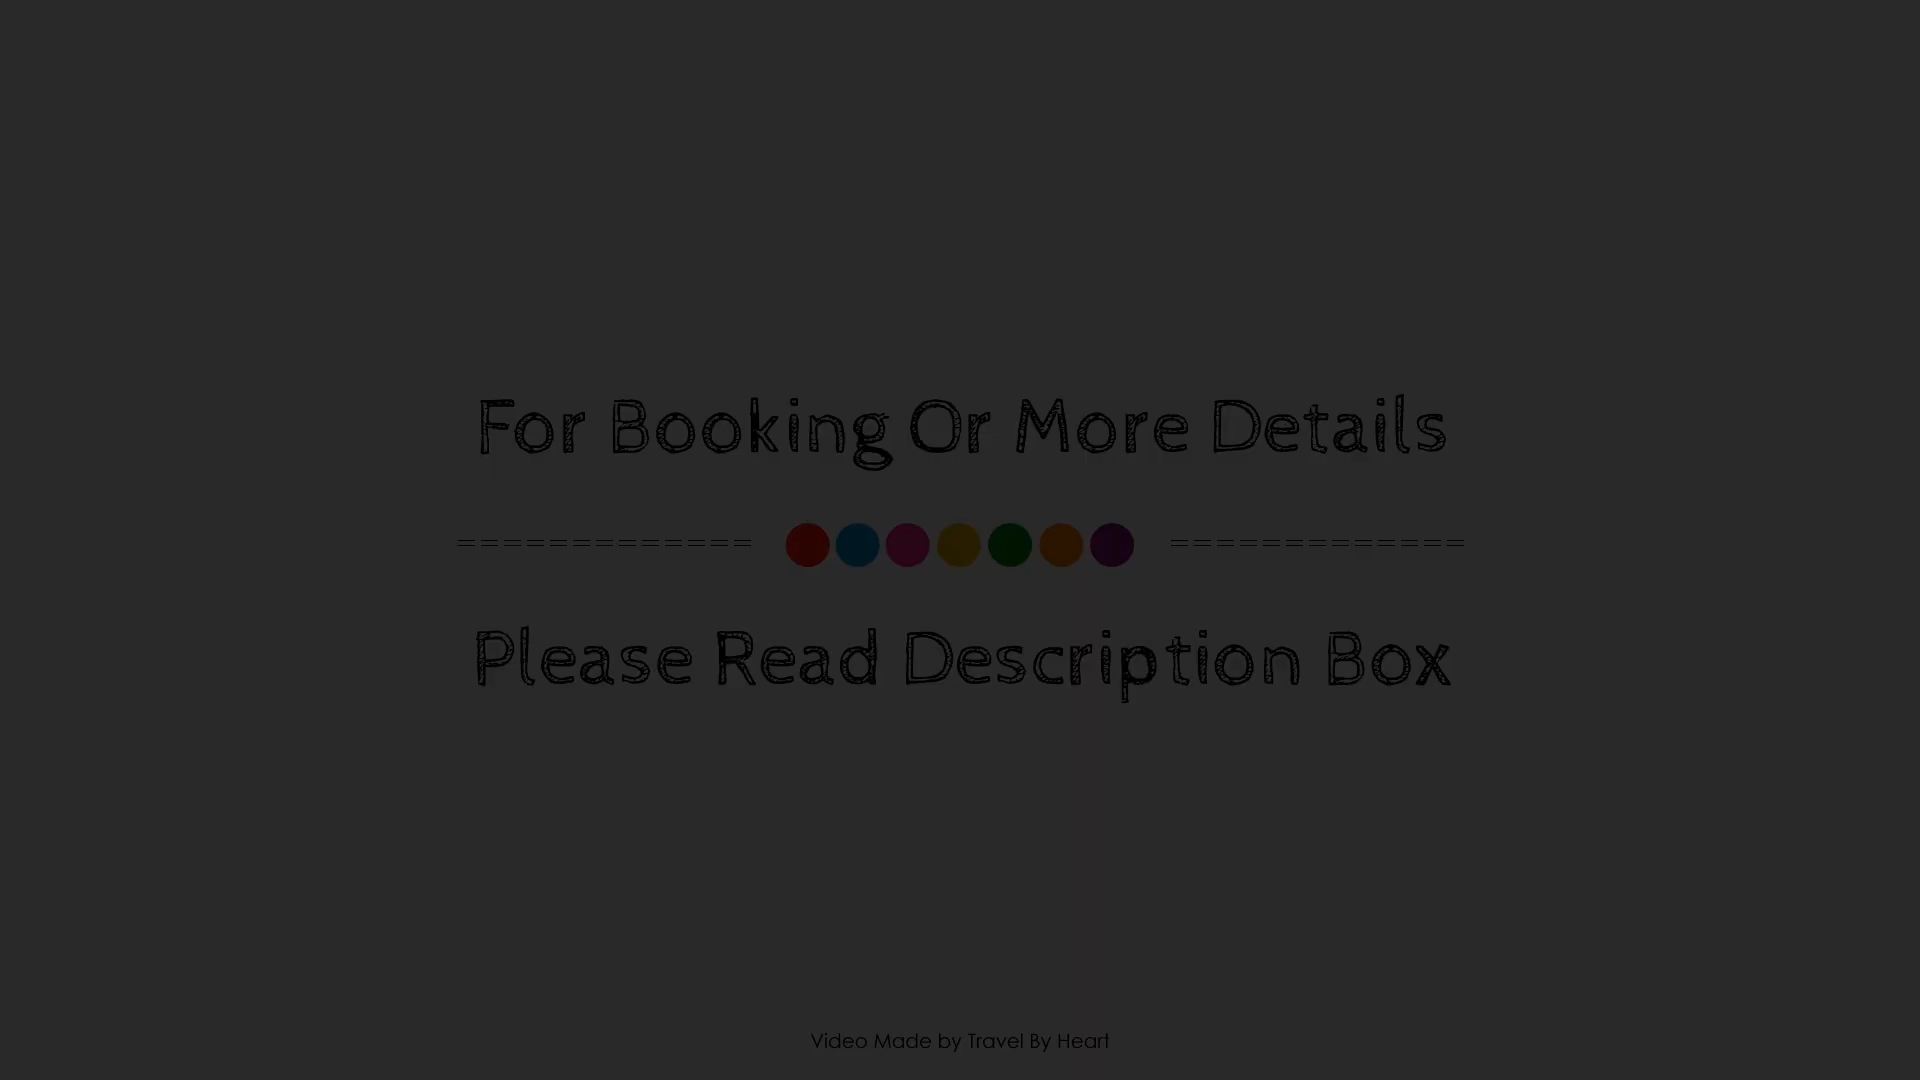 For Booking Or More Details
============= =============
Please Read Description Box
Video Made by Travel By Heart